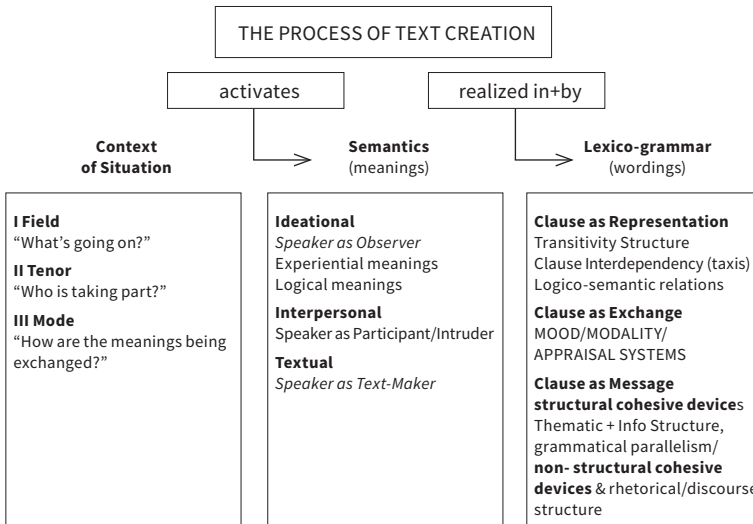 THE PROCESS OF TEXT CREATION
activates
realized in+by
Context
of Situation
Semantics
(meanings)
Lexico-grammar
(wordings)
I Field
“What’s going on?”
II Tenor
“Who is taking part?”
III Mode
“How are the meanings being
exchanged?”
Ideational
Speaker as Observer
Experiential meanings
Logical meanings
Interpersonal
Speaker as Participant/Intruder
Textual
Speaker as Text-Maker
Clause as Representation
Transitivity Structure
Clause Interdependency (taxis)
Logico-semantic relations
Clause as Exchange
MOOD/MODALITY/
APPRAISAL SYSTEMS
Clause as Message
structural cohesive devices
Thematic + Info Structure,
grammatical parallelism/
non- structural cohesive
devices & rhetorical/discourse
structure